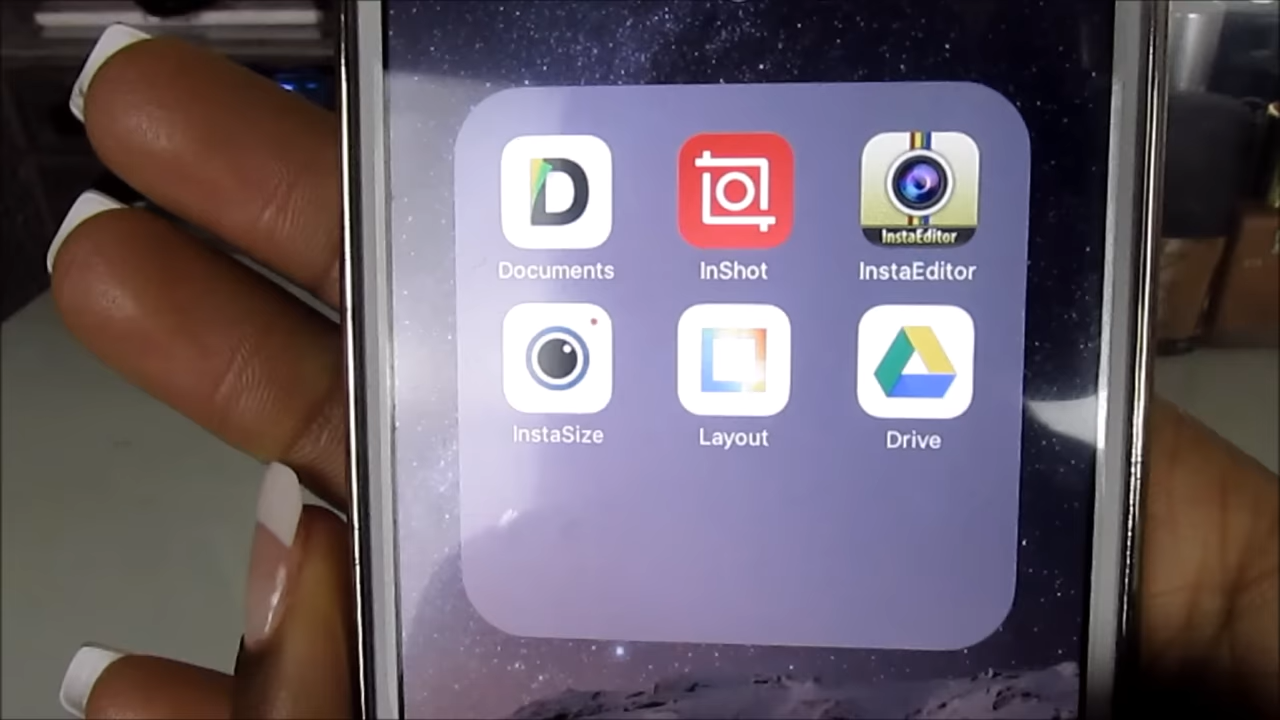 D
InstaEditor
Documents
InShot
InstaEditor
InstaSize
Layout
Drive